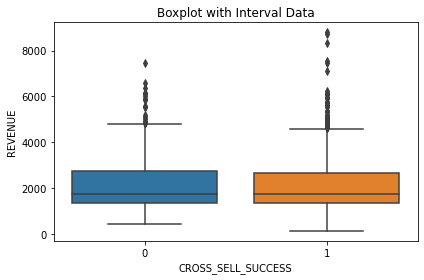 Boxplot with Interval Data
REVENUE
8000
6000
4000
2000
0
0 1
CROSS_SELL_SUCCESS